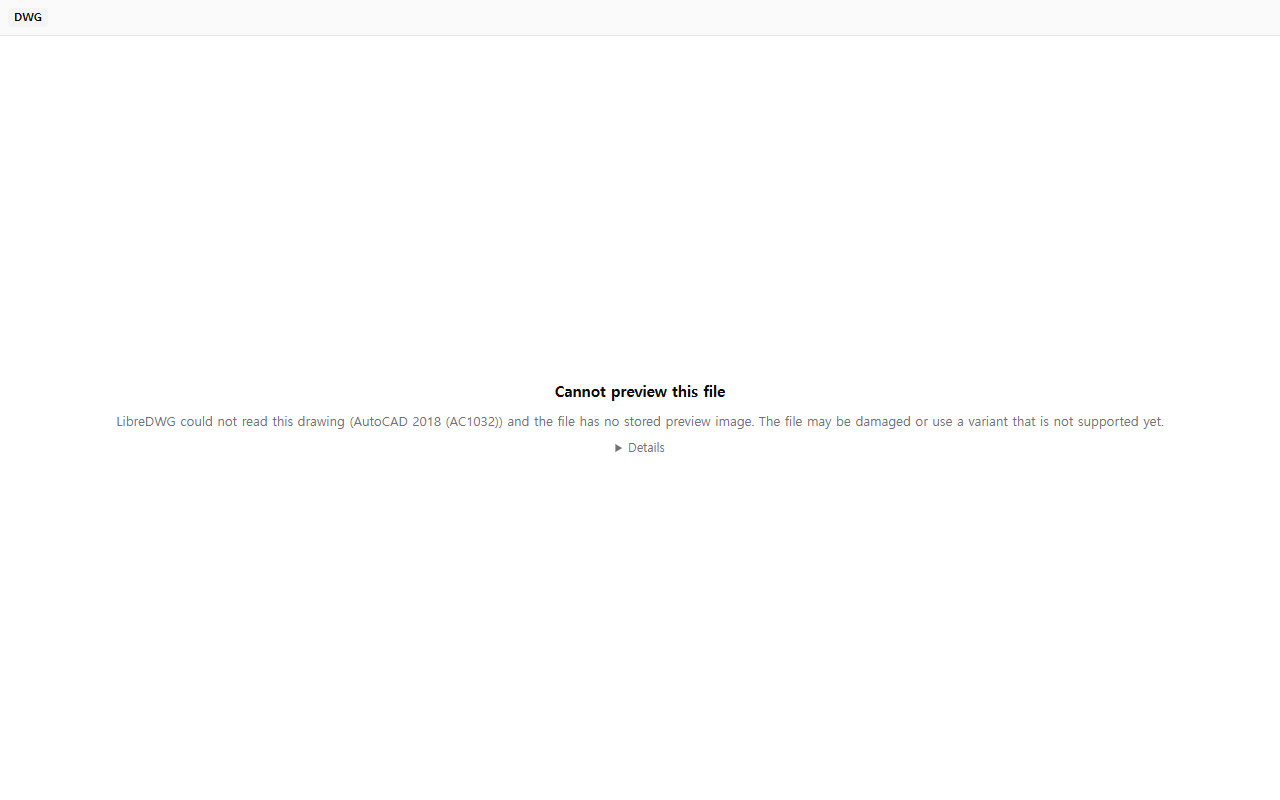 DWG
Cannot preview this file
LibreDWG could not read this drawing (AutoCAD 2018 (AC1032)) and the file has no stored preview image. The file may be damaged or use a variant that is not supported yet.
▶ Details